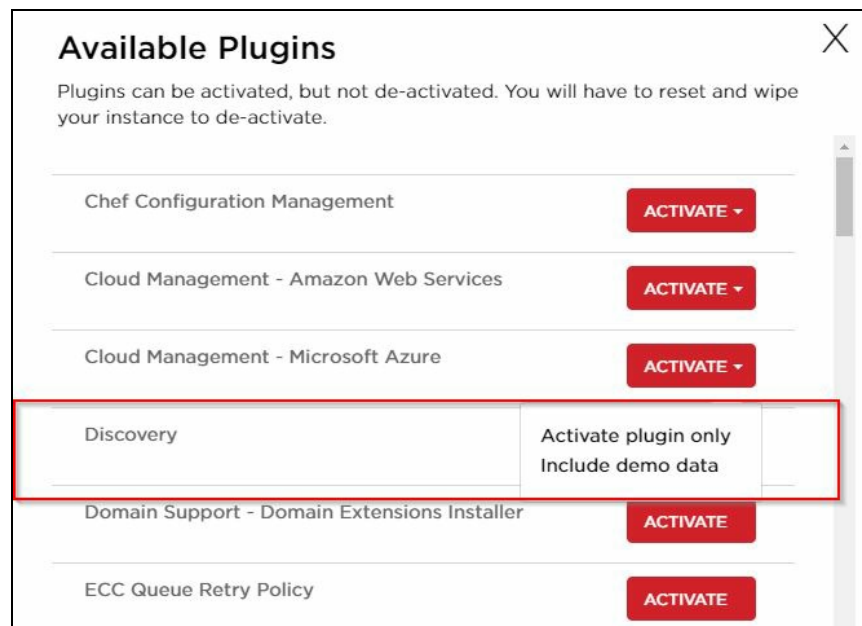 Available Plugins
X
Plugins can be activated, but not de-activated. You will have to reset and wipe
your instance to de-activate.
Chef Configuration Management
ACTIVATE
Cloud Management - Amazon Web Services
ACTIVATE
Cloud Management - Microsoft Azure
ACTIVATE
Discovery
Activate plugin only
Include demo data
Domain Support - Domain Extensions Installer
ACTIVATE
ECC Queue Retry Policy
ACTIVATE